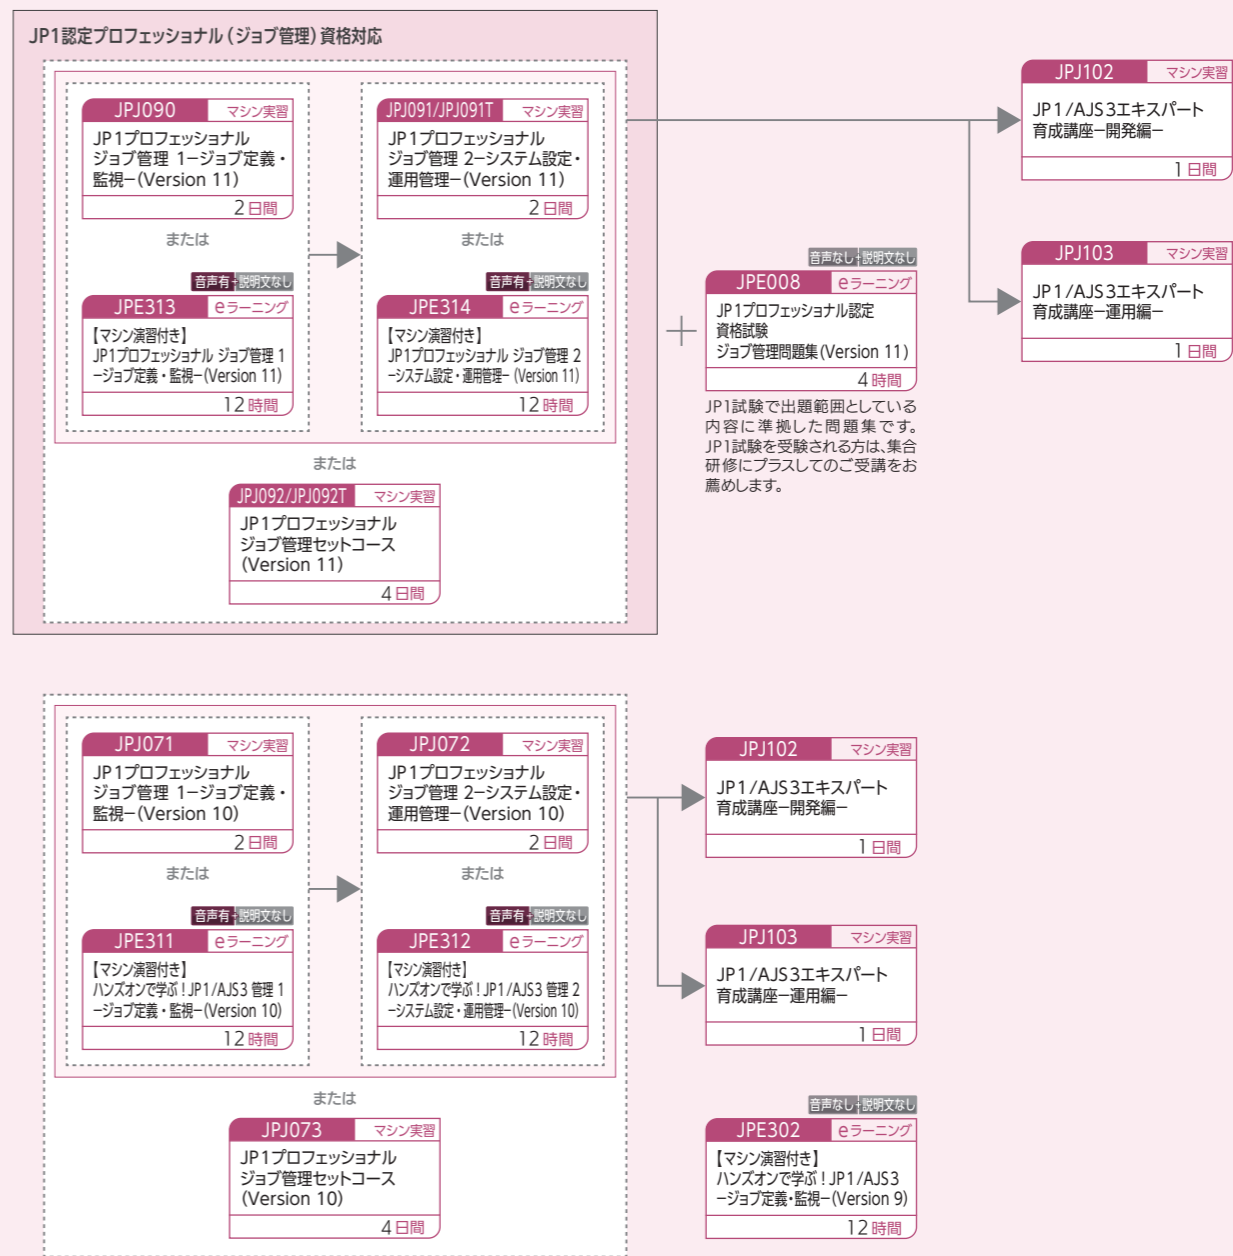 JP1認定プロフェッショナル（ジョブ管理）資格対応
JPJ090
マシン実習
JP1プロフェッショナル
ジョブ管理 1－ジョブ定義・
監視－(Version 11)
2日間
または
音声有+説明文なし
JPE313
eラーニング
【マシン演習付き】
JP1プロフェッショナル ジョブ管理 1
－ジョブ定義・監視－(Version 11)
12時間
JPJ091/JPJ091T
マシン実習
JP1プロフェッショナル
ジョブ管理 2－システム設定・
運用管理－(Version 11)
2日間
または
音声有+説明文なし
JPE314
eラーニング
【マシン演習付き】
JP1プロフェッショナル ジョブ管理 2
－システム設定・運用管理－ (Version 11)
12時間
または
JPJ092/JPJ092T
マシン実習
JP1プロフェッショナル
ジョブ管理セットコース
(Version 11)
4日間
＋
音声なし+説明文なし
JPE008
eラーニング
JP1プロフェッショナル認定
資格試験
ジョブ管理問題集(Version 11)
4時間
JP1試験で出題範囲としている
内容に準拠した問題集です。
JP1試験を受験される方は、集合
研修にプラスしてのご受講をお
薦めします。
JPJ102
マシン実習
JP1/AJS3エキスパート
育成講座－開発編－
1日間
JPJ103
マシン実習
JP1/AJS3エキスパート
育成講座－運用編－
1日間
JPJ071
マシン実習
JP1プロフェッショナル
ジョブ管理 1－ジョブ定義・
監視－(Version 10)
2日間
または
音声有+説明文なし
JPE311
eラーニング
【マシン演習付き】
ハンズオンで学ぶ！JP1/AJS3 管理 1
－ジョブ定義・監視－(Version 10)
12時間
JPJ072
マシン実習
JP1プロフェッショナル
ジョブ管理 2－システム設定・
運用管理－(Version 10)
2日間
または
音声有+説明文なし
JPE312
eラーニング
【マシン演習付き】
ハンズオンで学ぶ！JP1/AJS3 管理 2
－システム設定・運用管理－(Version 10)
12時間
または
JPJ073
マシン実習
JP1プロフェッショナル
ジョブ管理セットコース
(Version 10)
4日間
JPJ102
マシン実習
JP1/AJS3エキスパート
育成講座－開発編－
1日間
JPJ103
マシン実習
JP1/AJS3エキスパート
育成講座－運用編－
1日間
音声なし+説明文なし
JPE302
eラーニング
【マシン演習付き】
ハンズオンで学ぶ！JP1/AJS3
－ジョブ定義・監視－(Version 9)
12時間